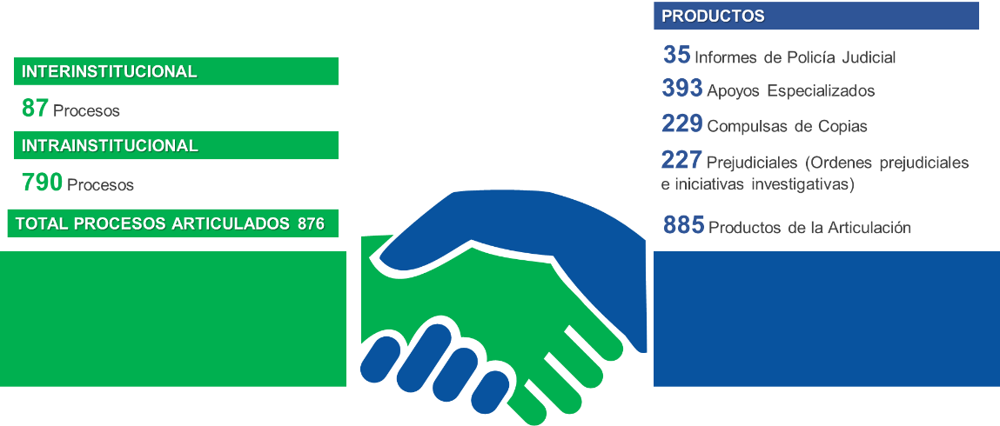 INTERINSTITUCIONAL
87 Procesos
INTRAINSTITUCIONAL
790 Procesos
TOTAL PROCESOS ARTICULADOS 876
PRODUCTOS
35 Informes de Policía Judicial
393 Apoyos Especializados
229 Compulsas de Copias
227 Prejudiciales (Ordenes prejudiciales
e iniciativas investigativas)
885 Productos de la Articulación